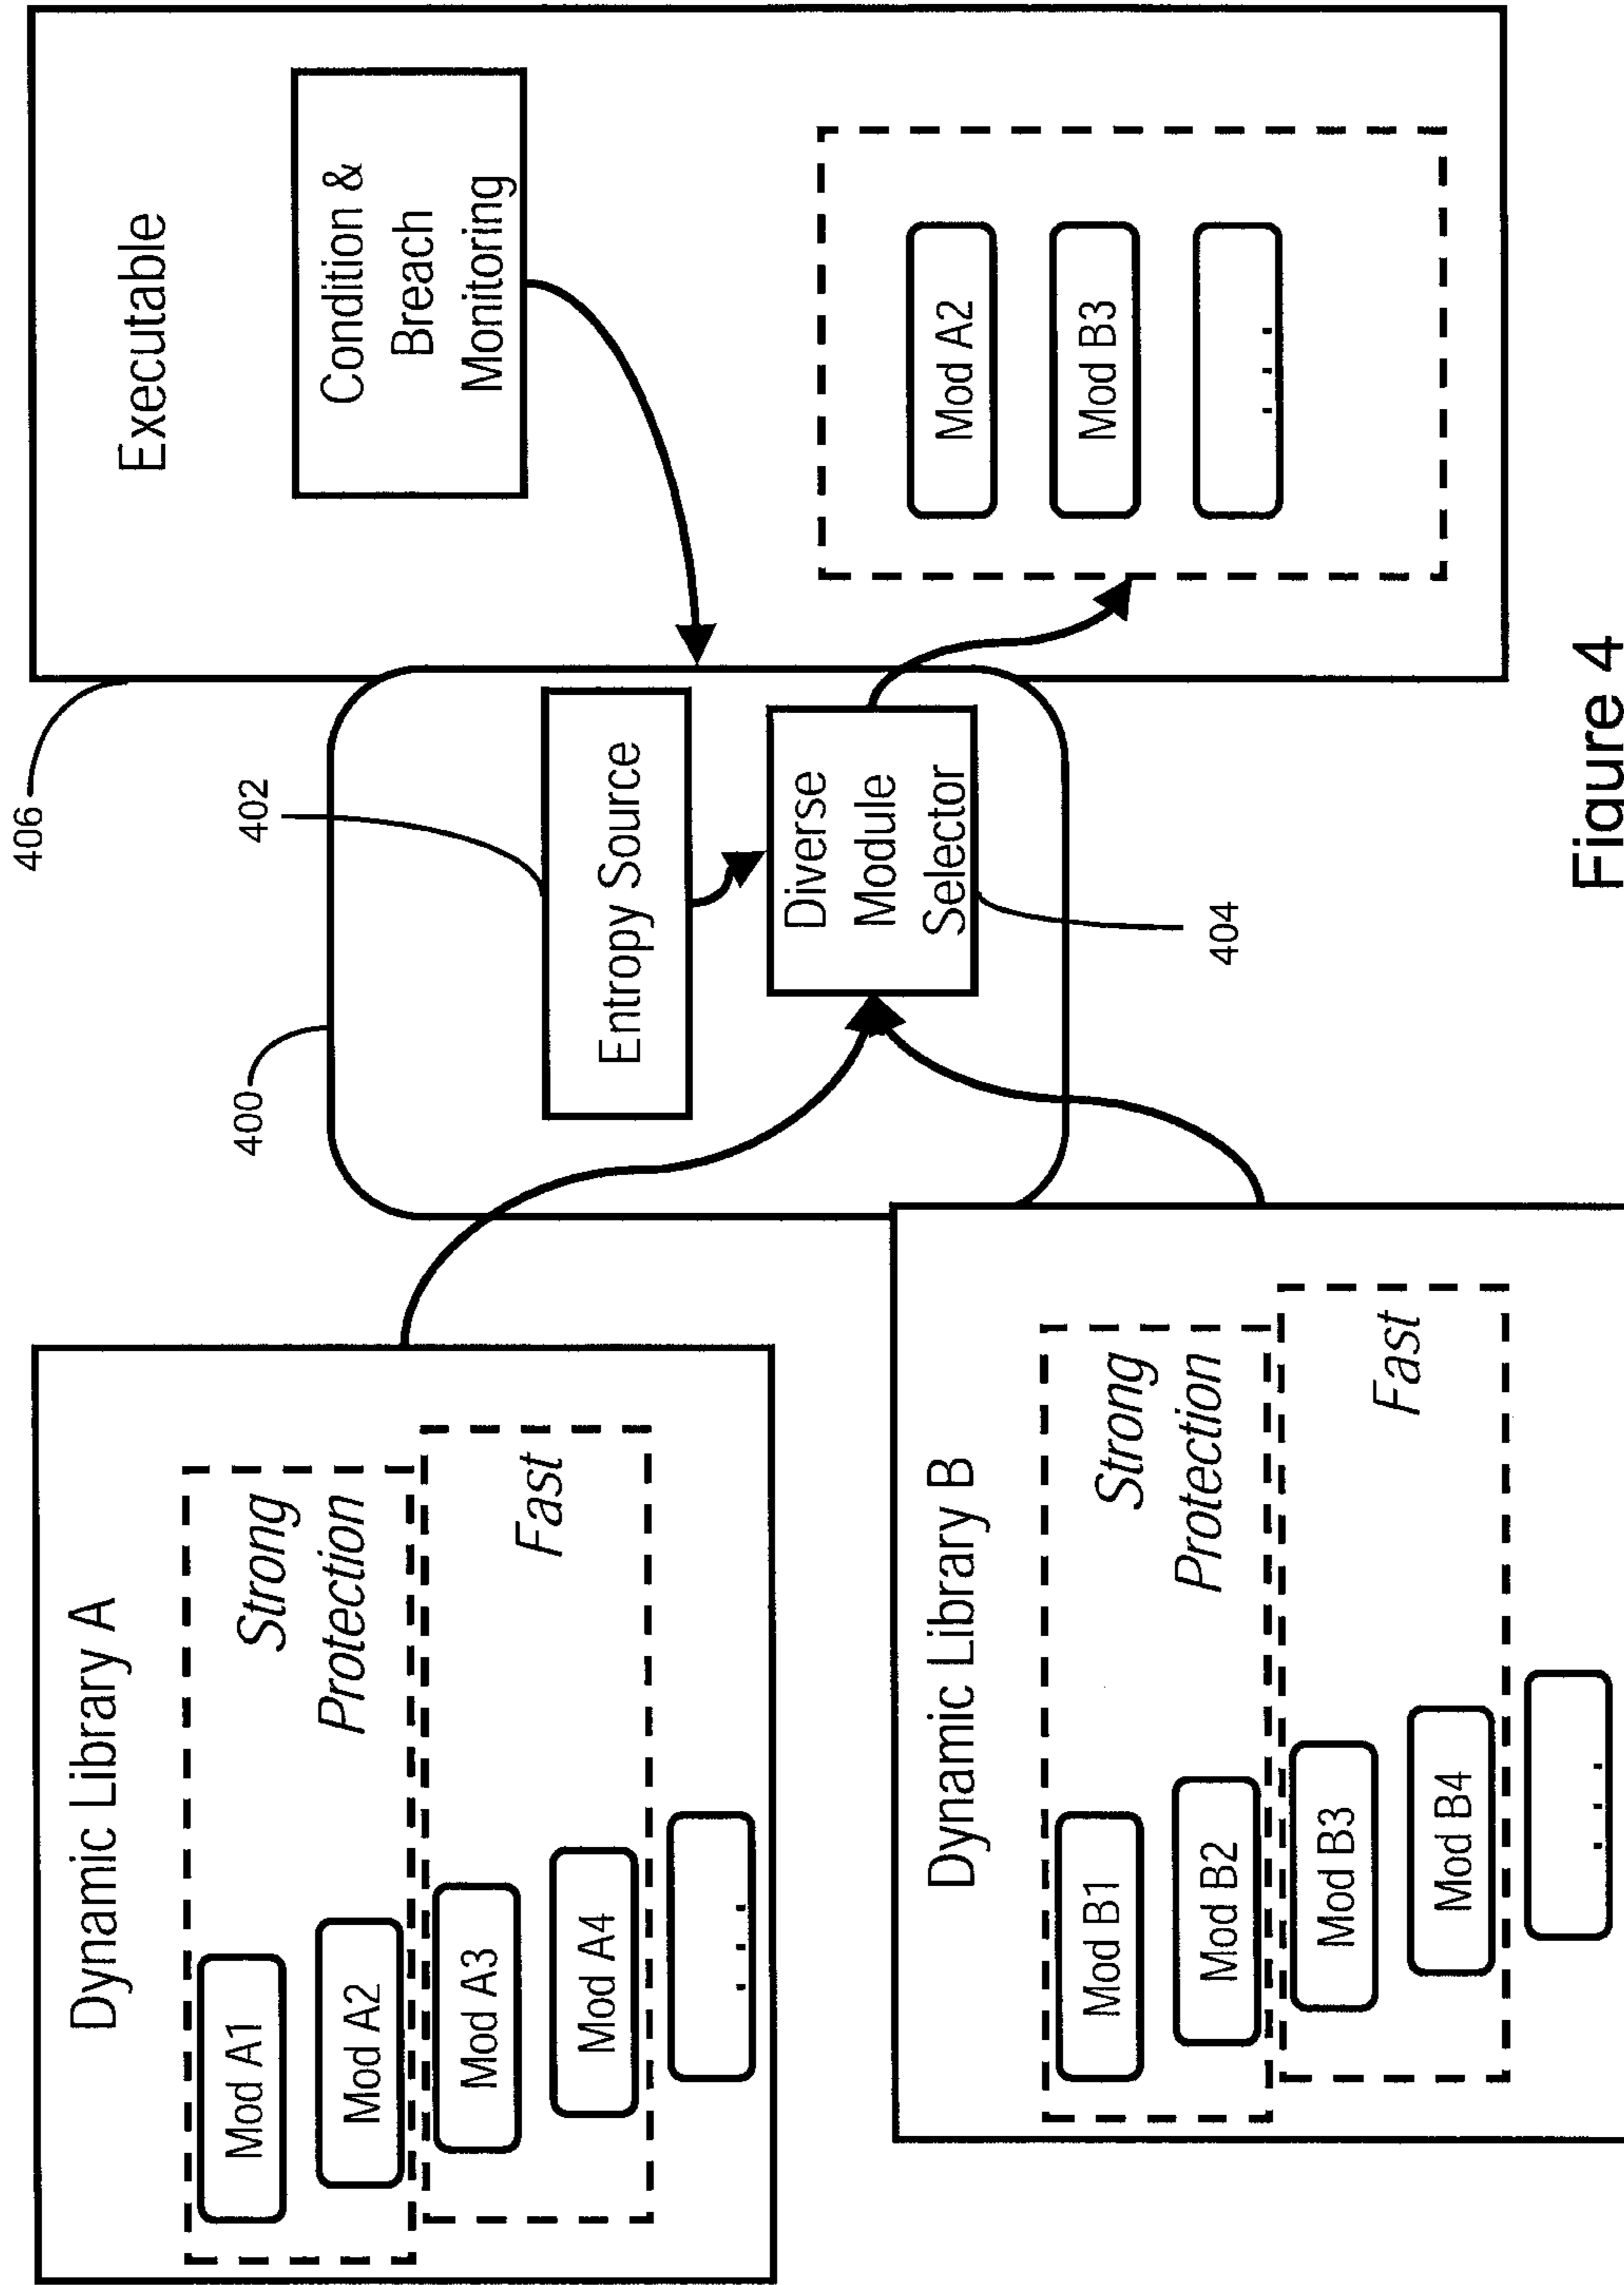 Dynamic Library A
Mod A1
Mod A2
Strong
Protection
Mod A3
Mod A4
Fast
. . .
Dynamic Library B
Mod B1
Mod B2
Strong
Protection
Mod B3
Mod B4
Fast
. . .
400
402
Entropy Source
Diverse
Module
Selector
404
406
Executable
Condition &
Breach
Monitoring
Mod A2
Mod B3
. . .
Figure 4